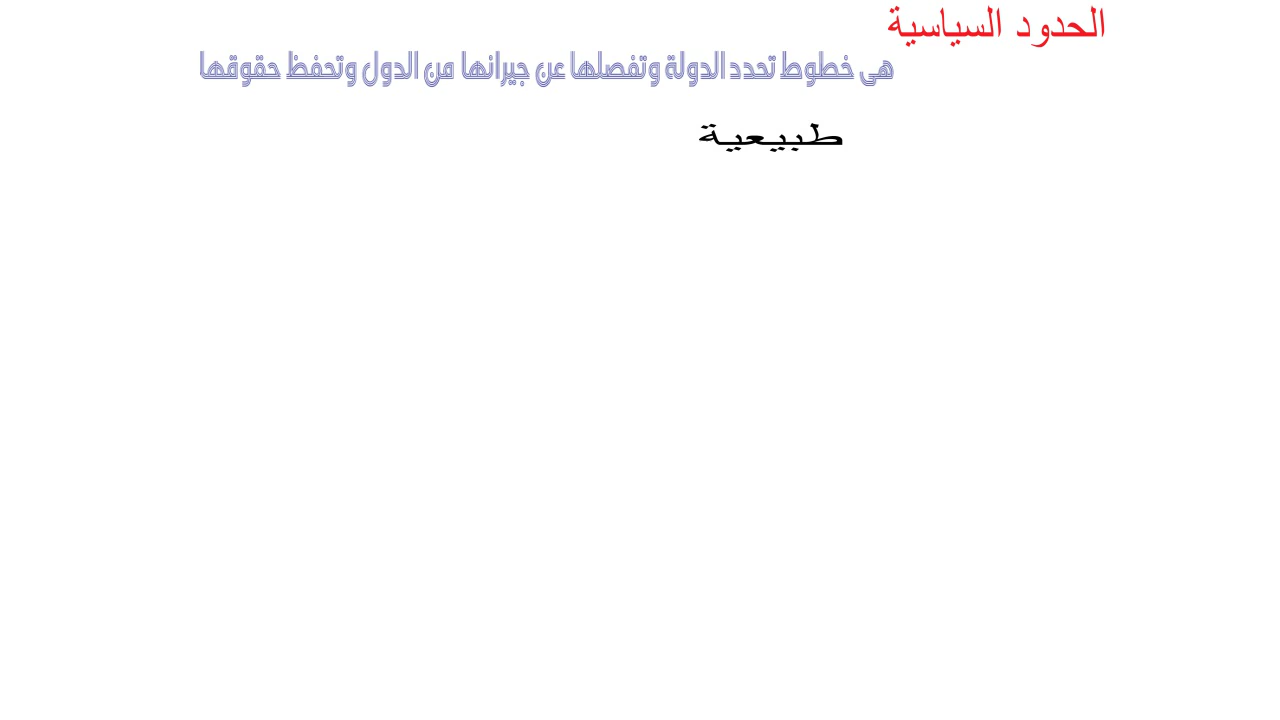 الحدود السياسية
هى خطوط تحدد الدولة وتفصلها عن جيرانها من الدول وتحفظ حقوقها
طبيعية